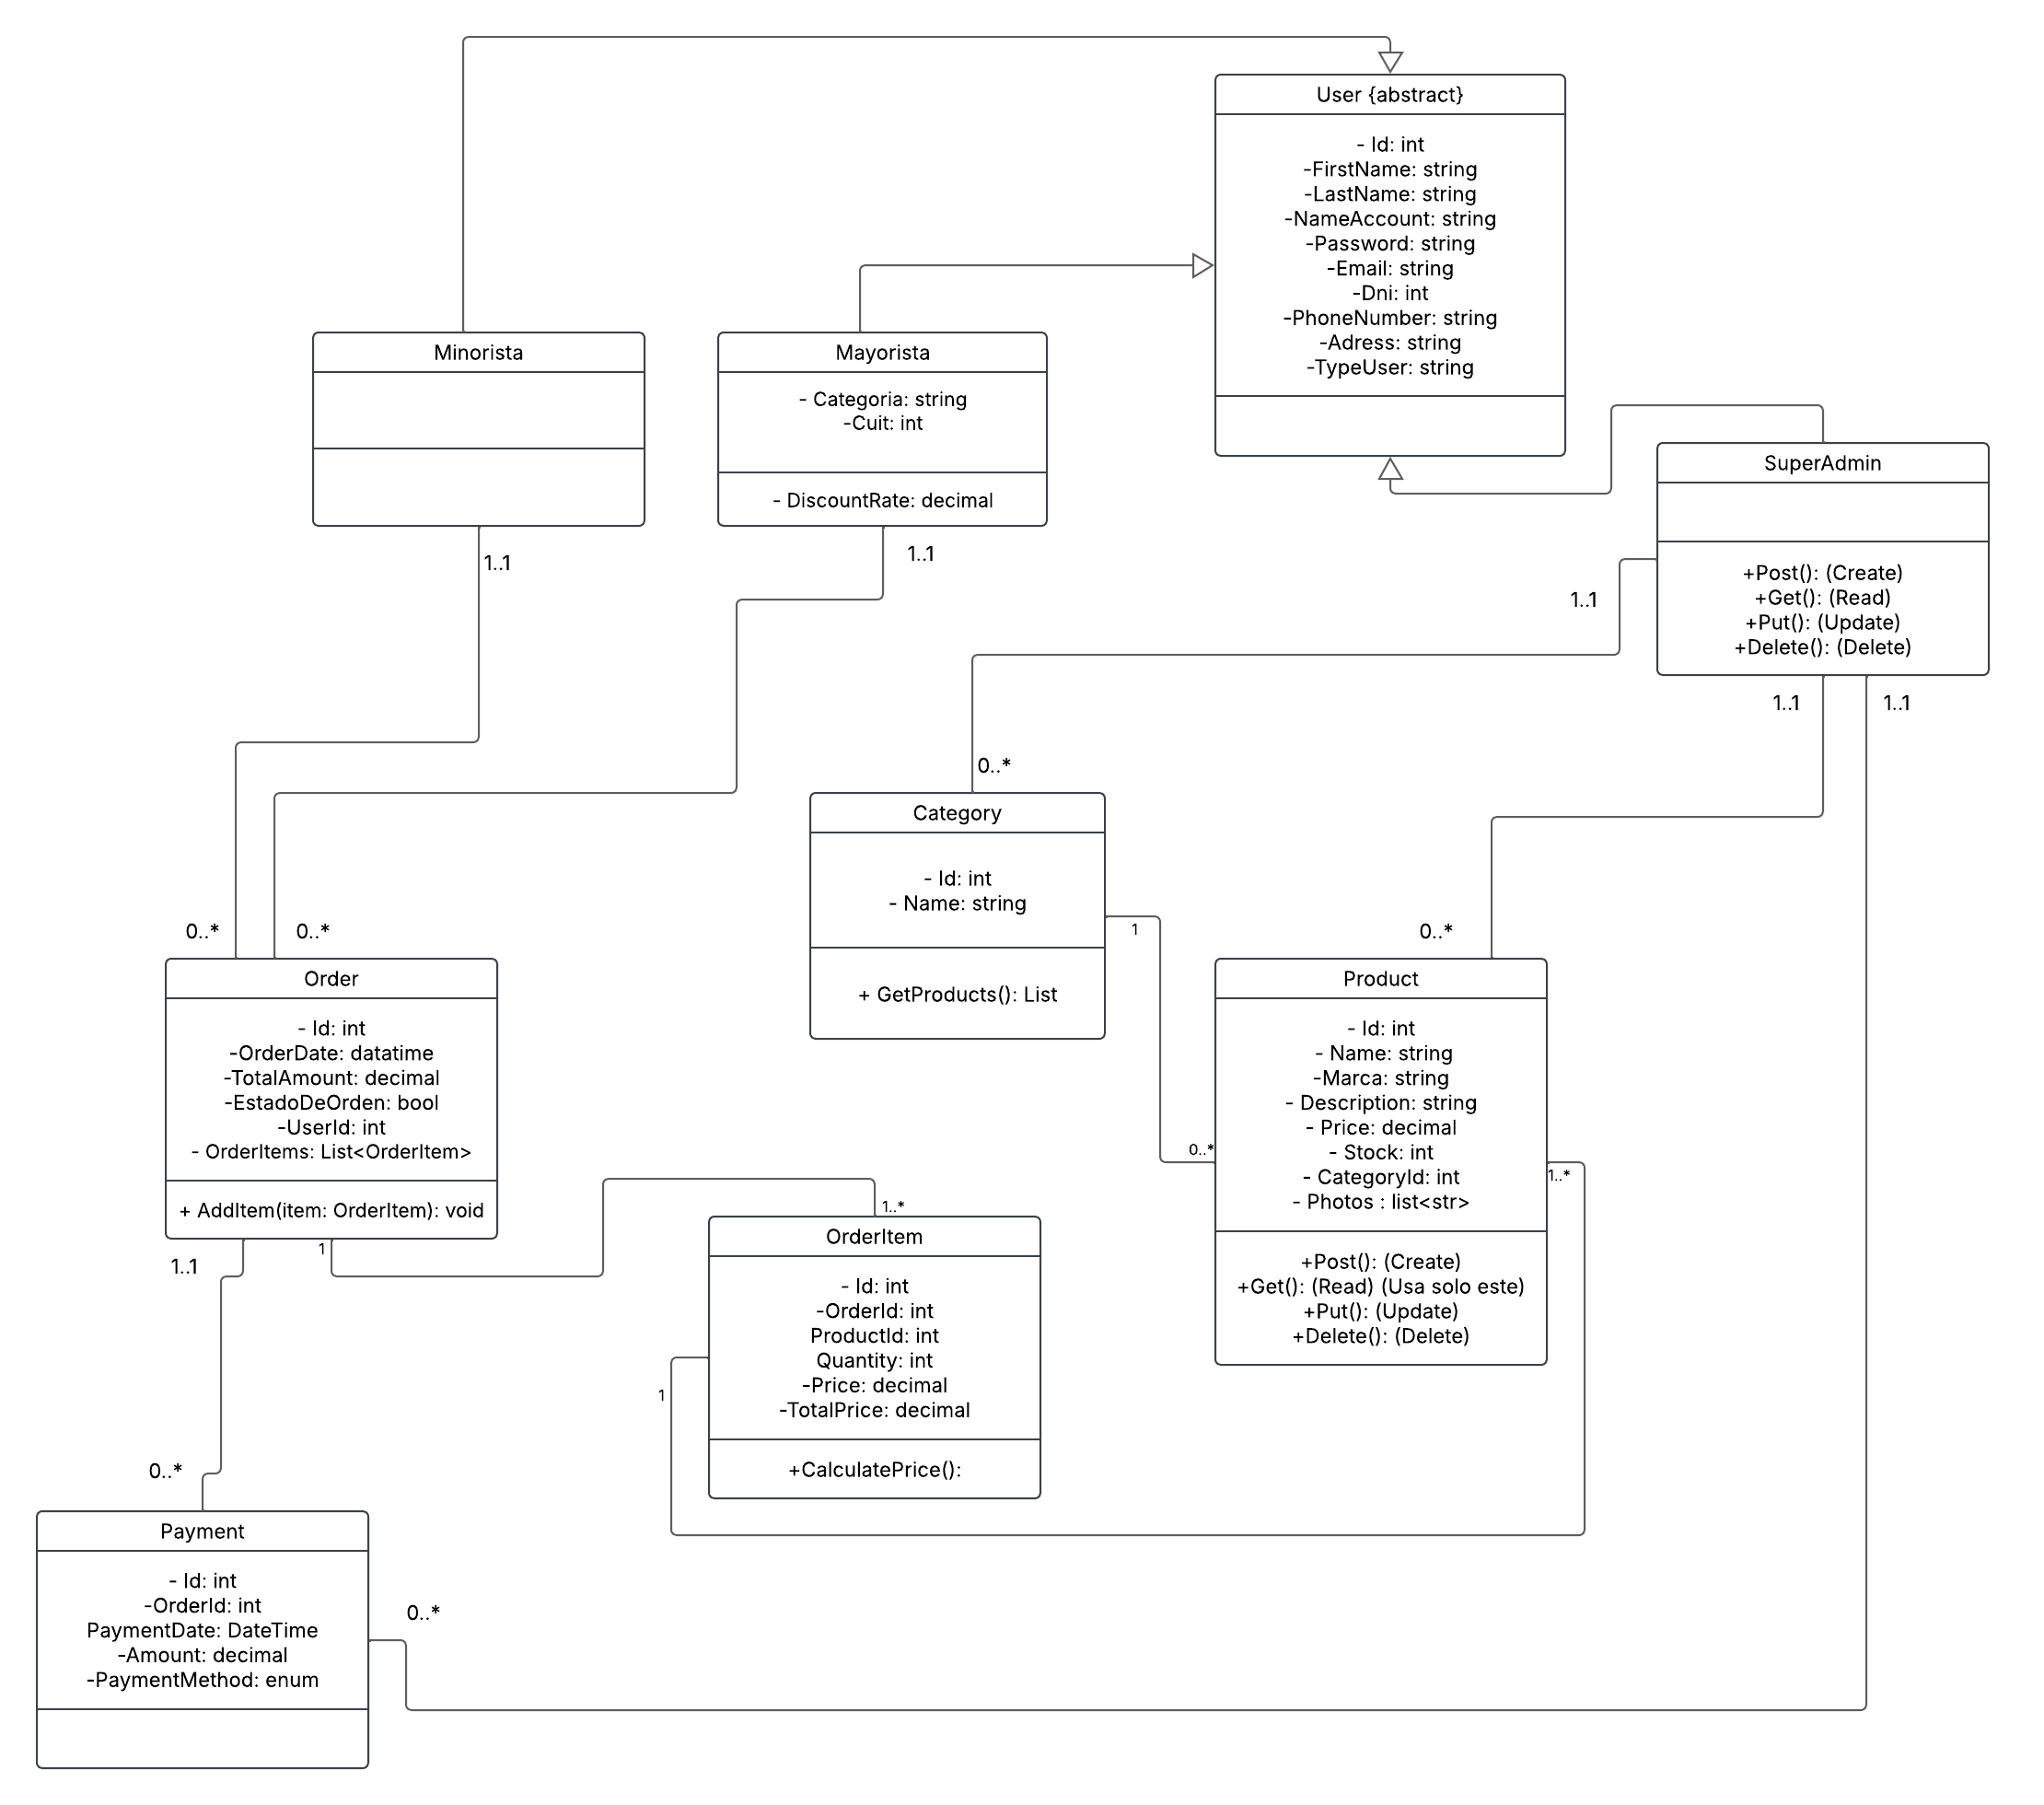 User {abstract}
- Id: int
-FirstName: string
-LastName: string
-NameAccount: string
-Password: string
-Email: string
-Dni: int
-PhoneNumber: string
-Adress: string
-TypeUser: string
Minorista
1..1
Mayorista
- Categoria: string
-Cuit: int
- DiscountRate: decimal
1..1
SuperAdmin
+Post(): (Create)
+Get(): (Read)
+Put(): (Update)
+Delete(): (Delete)
1..1
1..1
1..1
0..*
Category
- Id: int
- Name: string
+ GetProducts(): List
1
0..*
0..*
Order
- Id: int
-OrderDate: datatime
-TotalAmount: decimal
-EstadoDeOrden: bool
-UserId: int
- OrderItems: List<OrderItem>
+ AddItem(item: OrderItem): void
1..1
1
0..*
Product
- Id: int
- Name: string
-Marca: string
- Description: string
- Price: decimal
- Stock: int
- CategoryId: int
- Photos : list<str>
+Post(): (Create)
+Get(): (Read) (Usa solo este)
+Put(): (Update)
+Delete(): (Delete)
0..*
1..*
1..*
OrderItem
- Id: int
-OrderId: int
ProductId: int
Quantity: int
-Price: decimal
-TotalPrice: decimal
+CalculatePrice():
1
0..*
Payment
- Id: int
-OrderId: int
PaymentDate: DateTime
-Amount: decimal
-PaymentMethod: enum
0..*